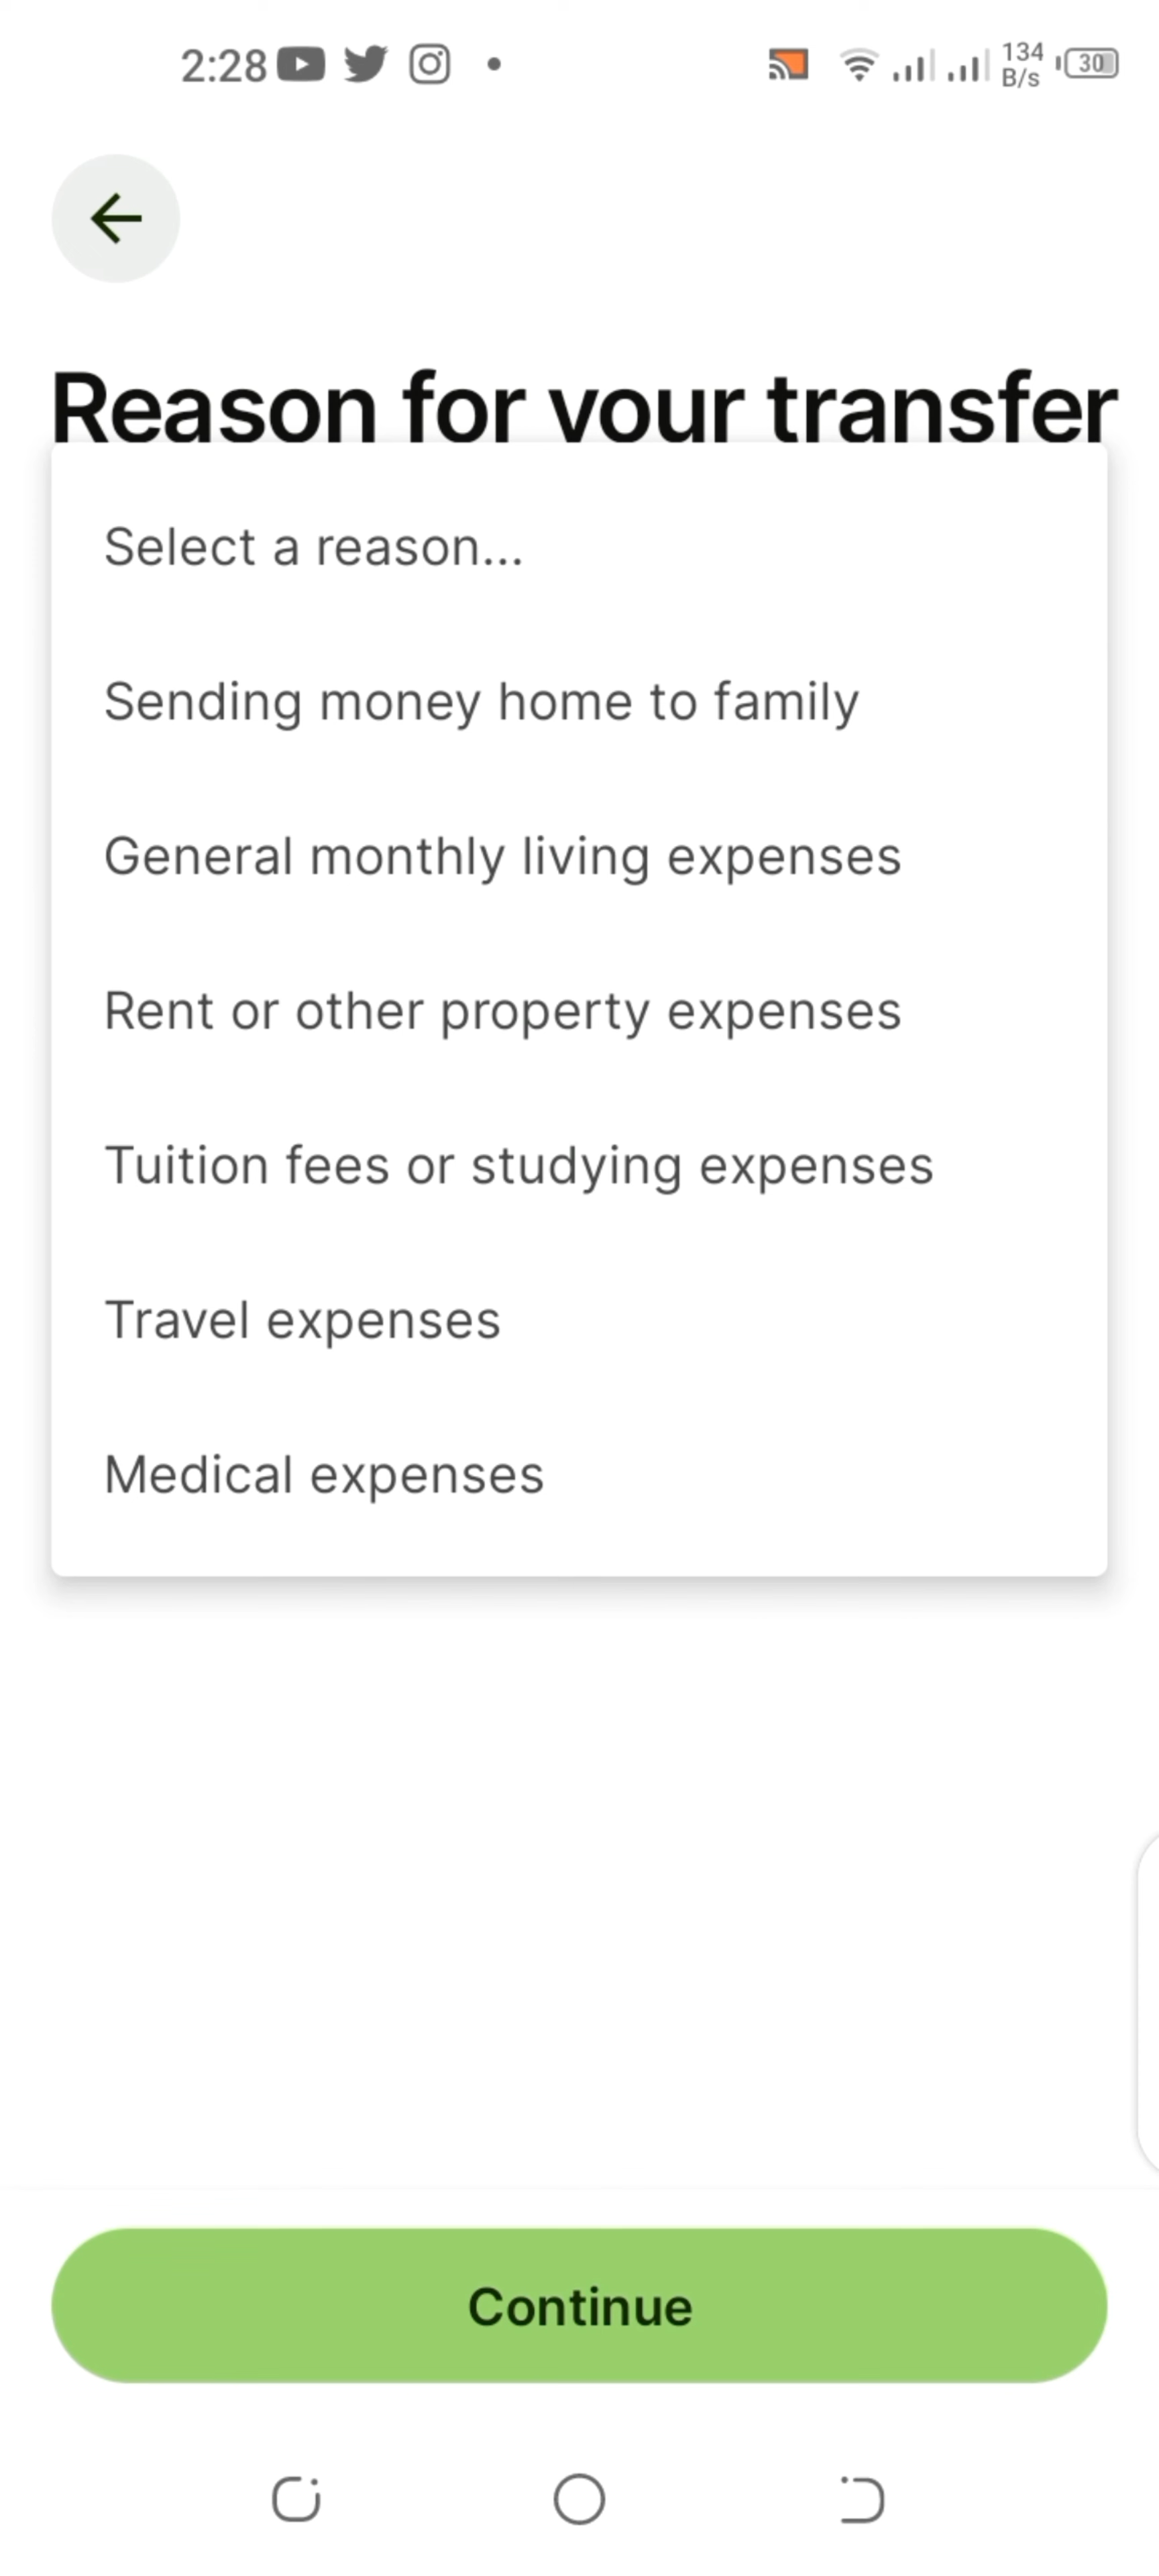 2:28 134 B/s 30
Reason for your transfer
Select a reason...
Sending money home to family
General monthly living expenses
Rent or other property expenses
Tuition fees or studying expenses
Travel expenses
Medical expenses
Continue